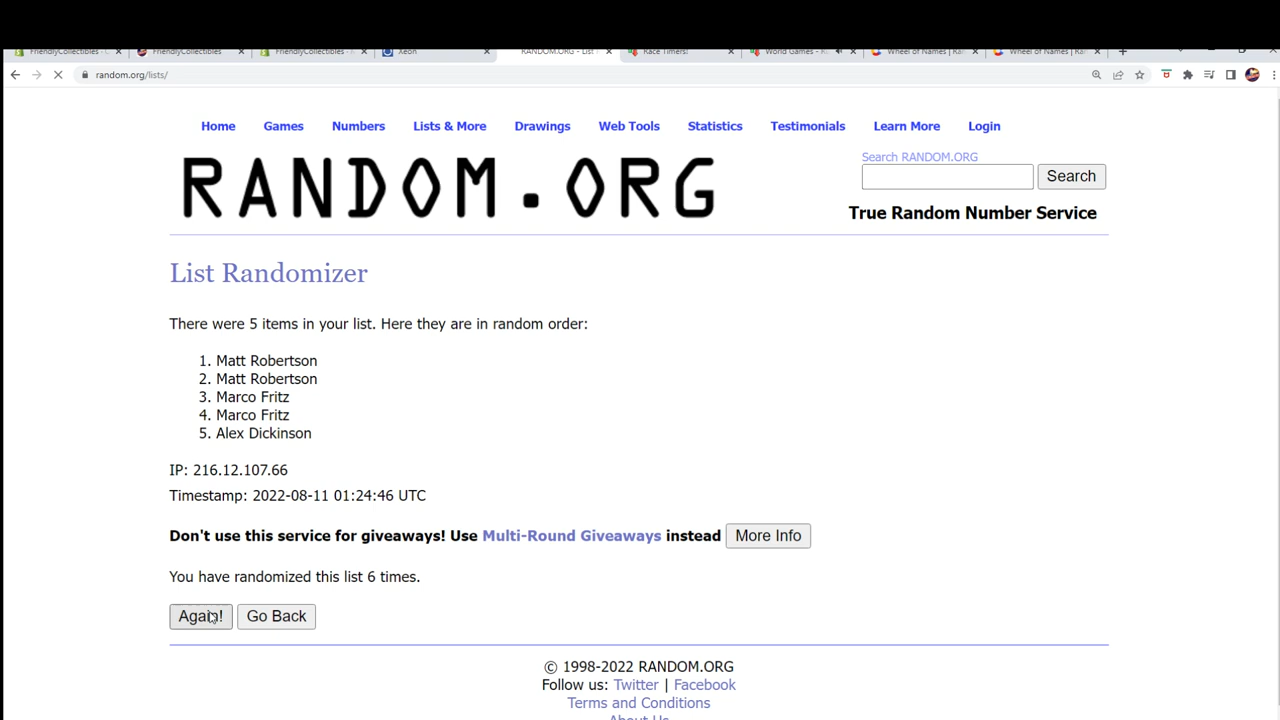 FriendlyCollectibles
FriendlyCollectibles
FriendlyCollectibles
Xeon
RANDOM.ORG - List
Race Timers!
World Games
Wheel of Names
Wheel of Names
random.org/lists/
Home Games Numbers Lists & More Drawings Web Tools Statistics Testimonials Learn More Login
RANDOM.ORG
Search RANDOM.ORG
Search
True Random Number Service
List Randomizer
There were 5 items in your list. Here they are in random order:
1. Matt Robertson
2. Matt Robertson
3. Marco Fritz
4. Marco Fritz
5. Alex Dickinson
IP: 216.12.107.66
Timestamp: 2022-08-11 01:24:46 UTC
Don't use this service for giveaways! Use Multi-Round Giveaways instead More Info
You have randomized this list 6 times.
Again! Go Back
© 1998-2022 RANDOM.ORG
Follow us: Twitter | Facebook
Terms and Conditions
About Us